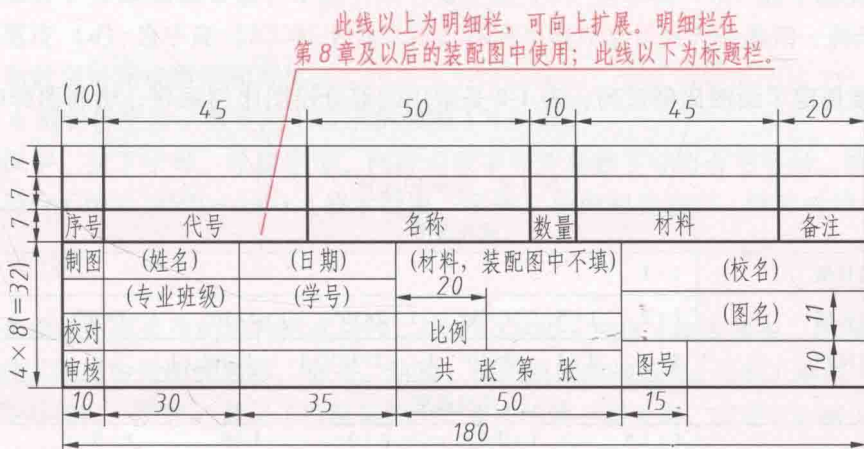 此线以上为明细栏，可向上扩展。明细栏在
第8章及以后的装配图中使用；此线以下为标题栏。
(10) 45 50 10 45 20
7
7
7
序号 代号 名称 数量 材料 备注
4×8(=32)
制图 (姓名) (日期) (材料，装配图中不填) (校名)
(专业班级) (学号) 20 (图名) 11
校对 比例
审核 共 张 第 张 图号 10
10 30 35 50 15
180